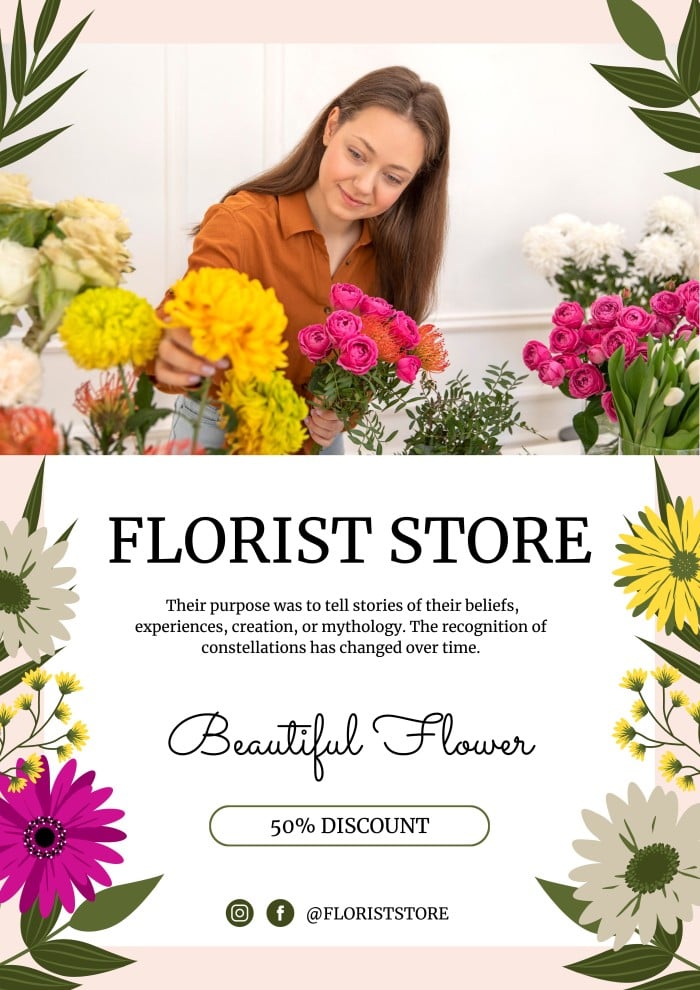 FLORIST STORE
Their purpose was to tell stories of their beliefs,
experiences, creation, or mythology. The recognition of
constellations has changed over time.
Beautiful Flower
50% DISCOUNT
@FLORISTSTORE